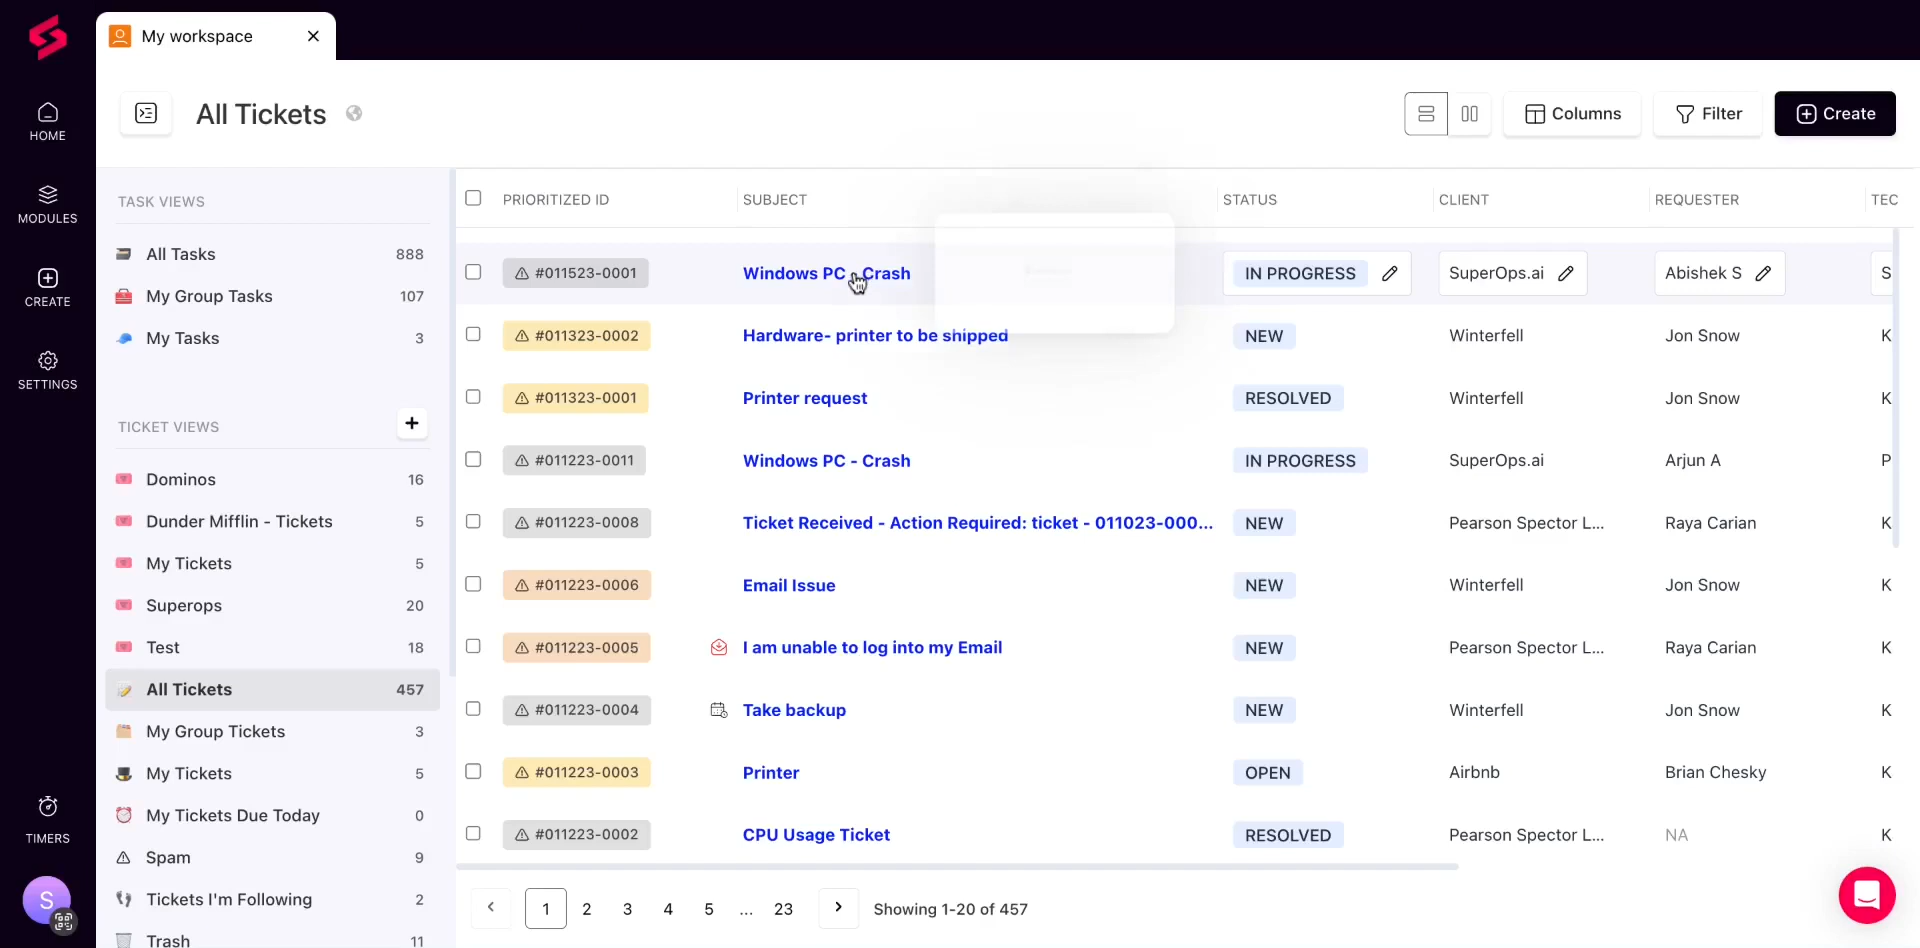 My workspace
HOME
MODULES
CREATE
SETTINGS
TIMERS
S
All Tickets
Columns
Filter
Create
TASK VIEWS
All Tasks 888
My Group Tasks 107
My Tasks 3
TICKET VIEWS
Dominos 16
Dunder Mifflin - Tickets 5
My Tickets 5
Superops 20
Test 18
All Tickets 457
My Group Tickets 3
My Tickets 5
My Tickets Due Today 0
Spam 9
Tickets I'm Following 2
Trash 11
PRIORITIZED ID SUBJECT STATUS CLIENT REQUESTER TEC
#011523-0001 Windows PC - Crash IN PROGRESS SuperOps.ai Abishek S S
#011323-0002 Hardware- printer to be shipped NEW Winterfell Jon Snow K
#011323-0001 Printer request RESOLVED Winterfell Jon Snow K
#011223-0011 Windows PC - Crash IN PROGRESS SuperOps.ai Arjun A P
#011223-0008 Ticket Received - Action Required: ticket - 011023-000... NEW Pearson Spector L... Raya Carian K
#011223-0006 Email Issue NEW Winterfell Jon Snow K
#011223-0005 I am unable to log into my Email NEW Pearson Spector L... Raya Carian K
#011223-0004 Take backup NEW Winterfell Jon Snow K
#011223-0003 Printer OPEN Airbnb Brian Chesky K
#011223-0002 CPU Usage Ticket RESOLVED Pearson Spector L... NA K
1 2 3 4 5 ... 23 Showing 1-20 of 457